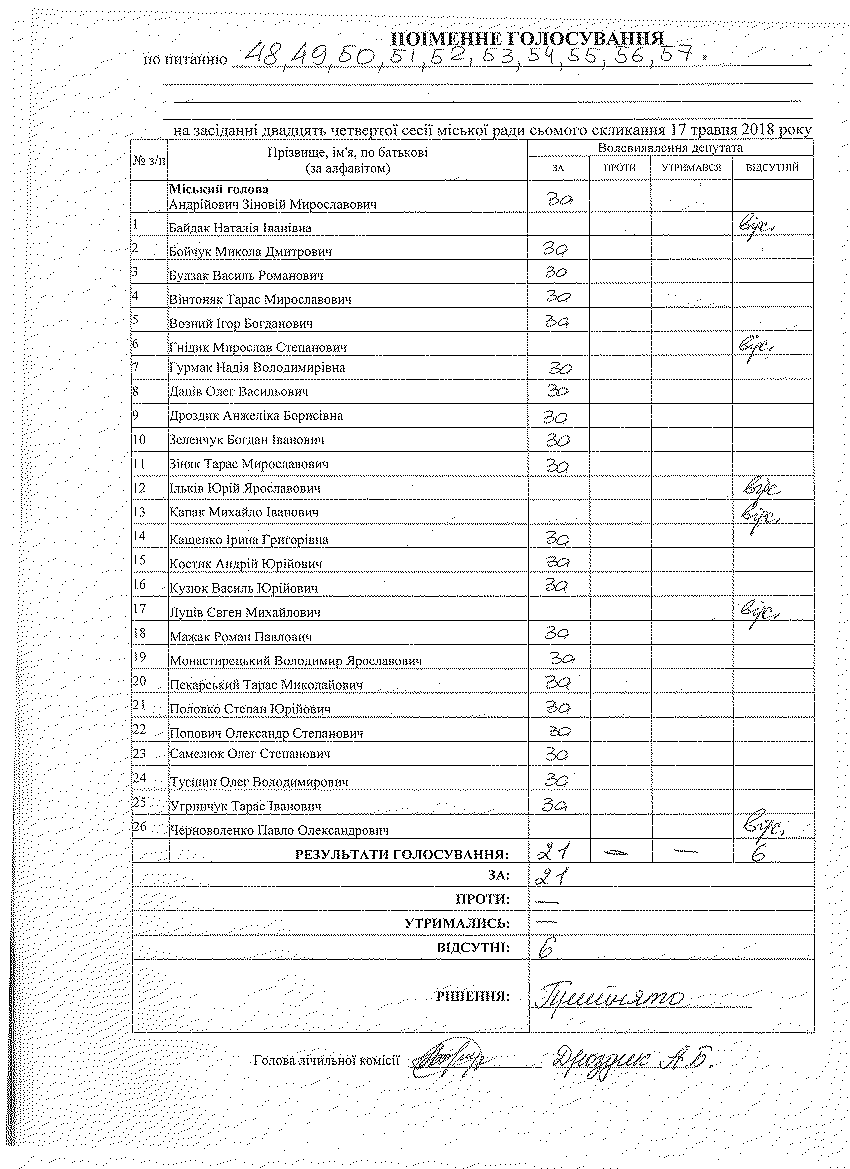 ПОІМЕННЕ ГОЛОСУВАННЯ
по питанню 48,49,50,51,52,53,54,55,56,57.
на засіданні двадцять четвертої сесії міської ради сьомого скликання 17 травня 2018 року
№ з/п Прізвище, ім'я, по батькові (за алфавітом) Волевиявлення депутата
ЗА ПРОТИ УТРИМАВСЯ ВІДСУТНІЙ
Міський голова
Андрійович Зіновій Мирославович За
1 Байдак Наталія Іванівна відс.
2 Бойчук Микола Дмитрович За
3 Булзак Василь Романович За
4 Вінтоняк Тарас Мирославович За
5 Возний Ігор Богданович За
6 Гнідик Мирослав Степанович відс.
7 Гурмак Надія Володимирівна За
8 Даців Олег Васильович За
9 Дроздик Анжеліка Борисівна За
10 Зеленчук Богдан Іванович За
11 Зіняк Тарас Мирославович За
12 Ільків Юрій Ярославович відс
13 Капак Михайло Іванович відс.
14 Кащенко Ірина Григорівна За
15 Костяк Андрій Юрійович За
16 Кузюк Василь Юрійович За
17 Луців Євген Михайлович відс.
18 Мажак Роман Павлович За
19 Монастирецький Володимир Ярославович За
20 Пекарський Тарас Миколайович За
21 Половко Степан Юрійович За
22 Попович Олександр Степанович За
23 Самелюк Олег Степанович За
24 Тусшин Олег Володимирович За
25 Угринчук Тарас Іванович За
26 Черноволенко Павло Олександрович відс.
РЕЗУЛЬТАТИ ГОЛОСУВАННЯ: 21 — — 6
ЗА: 21
ПРОТИ: —
УТРИМАЛИСЬ: —
ВІДСУТНІ: 6
РІШЕННЯ: Прийнято
Голова лічильної комісії Дроздик А.Б.